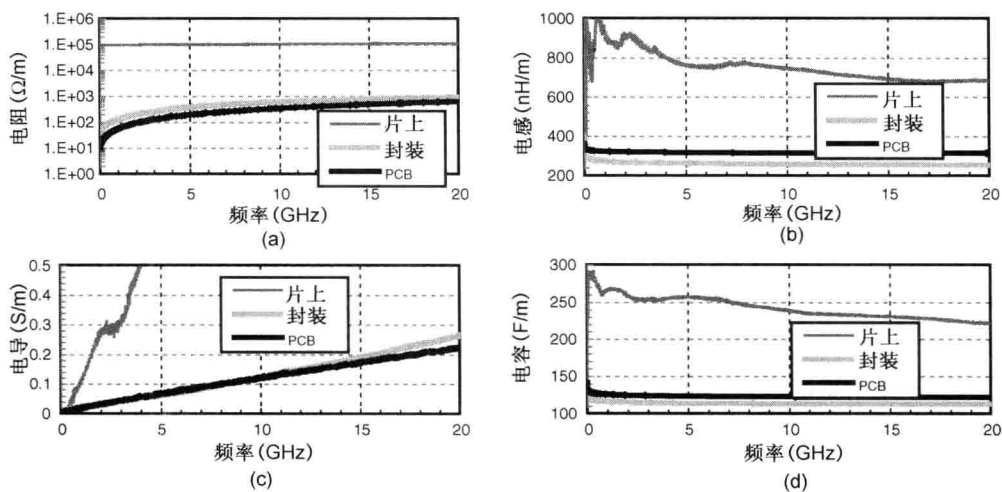 电阻 (Ω/m)
1.E+06
1.E+05
1.E+04
1.E+03
1.E+02
1.E+01
1.E+00
片上
封装
PCB
0 5 10 15 20
频率 (GHz)
(a)
电感 (nH/m)
1000
800
600
400
200
片上
封装
PCB
0 5 10 15 20
频率 (GHz)
(b)
电导 (S/m)
0.5
0.4
0.3
0.2
0.1
0
片上
封装
PCB
0 5 10 15 20
频率 (GHz)
(c)
电容 (F/m)
300
250
200
150
100
片上
封装
PCB
0 5 10 15 20
频率 (GHz)
(d)